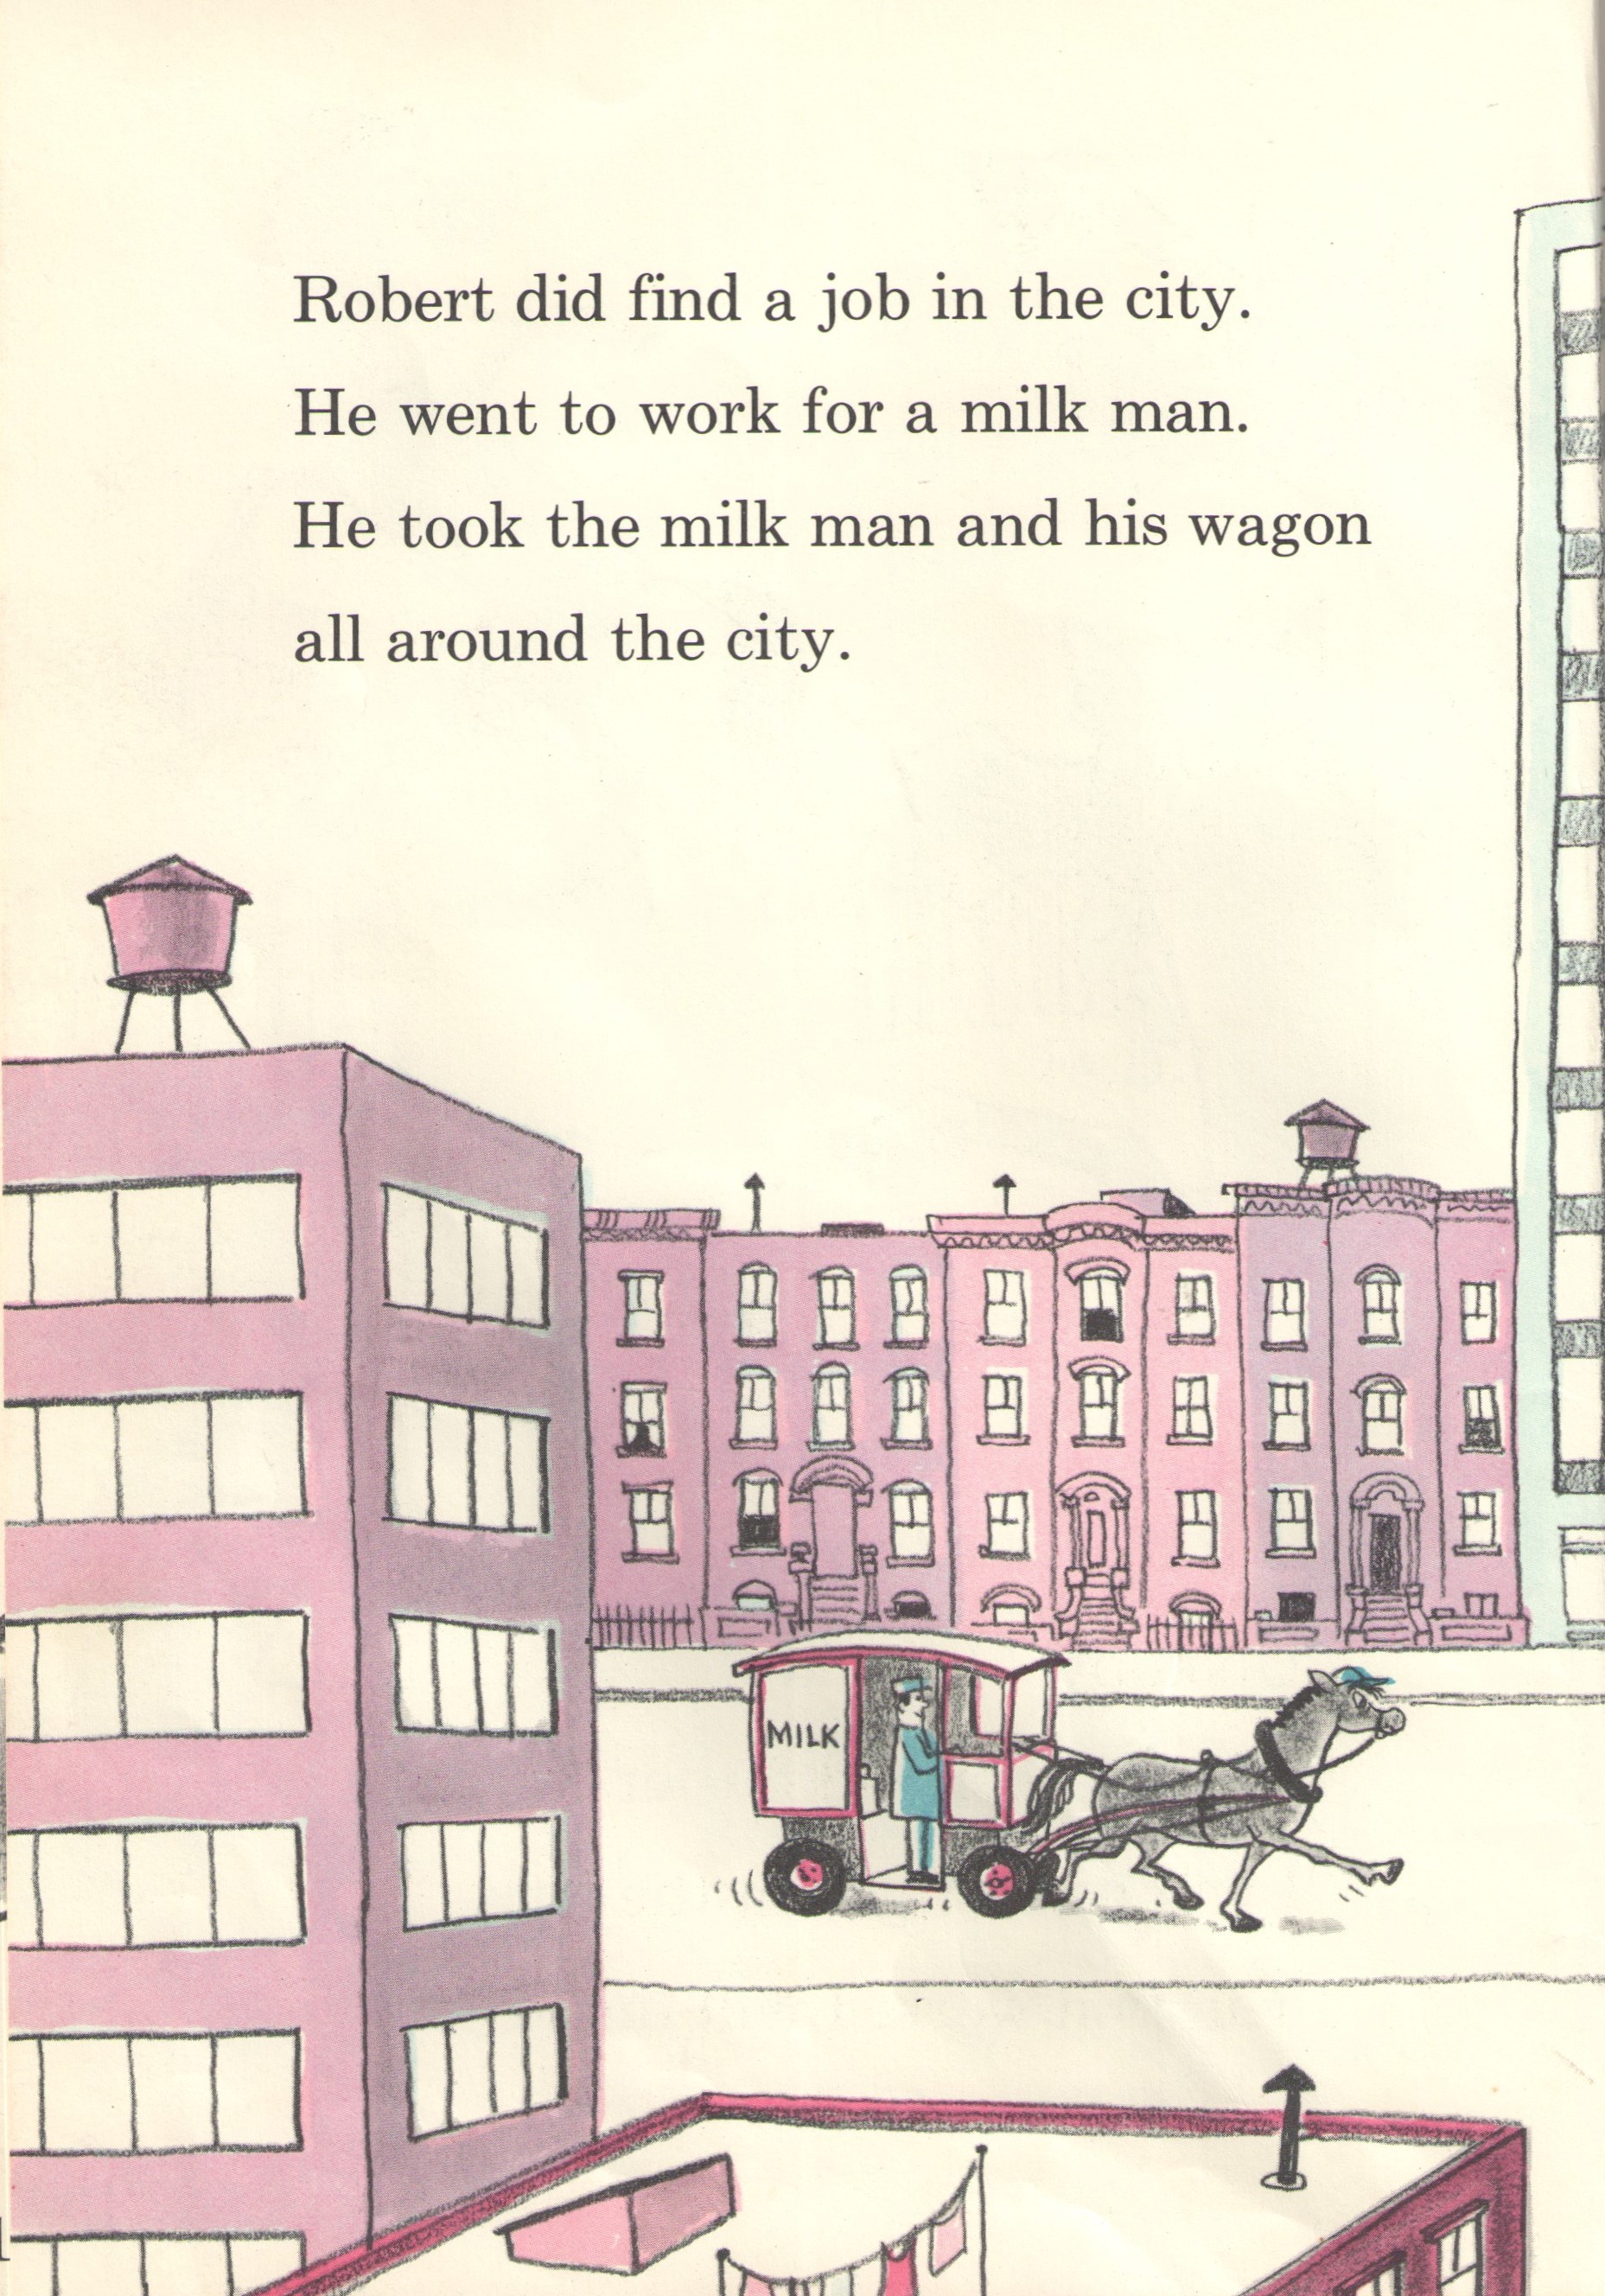 Robert did find a job in the city.
He went to work for a milk man.
He took the milk man and his wagon
all around the city.
MILK